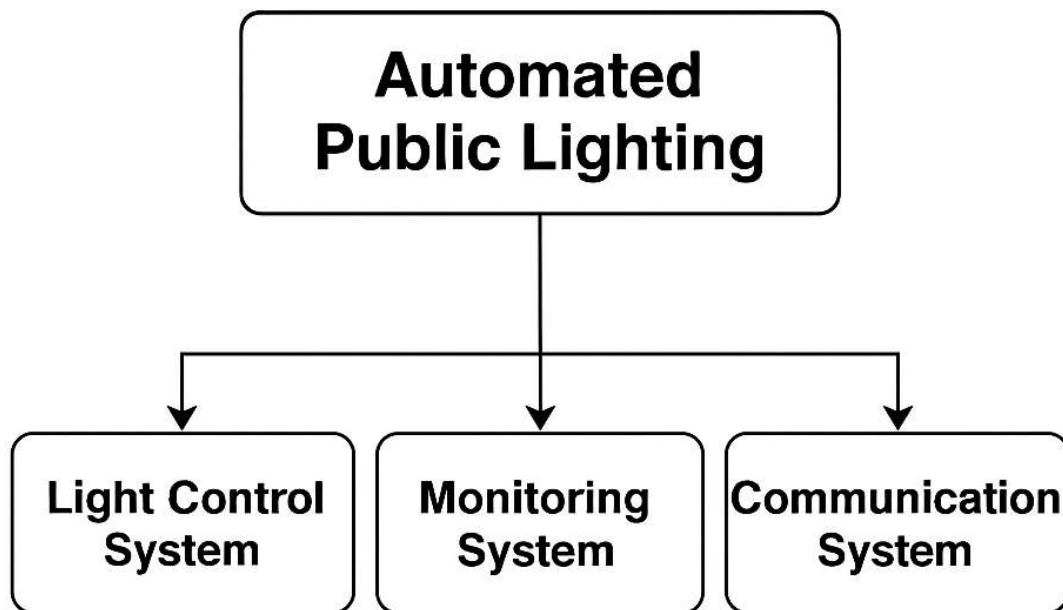 Automated
Public Lighting
Light Control
System
Monitoring
System
Communication
System